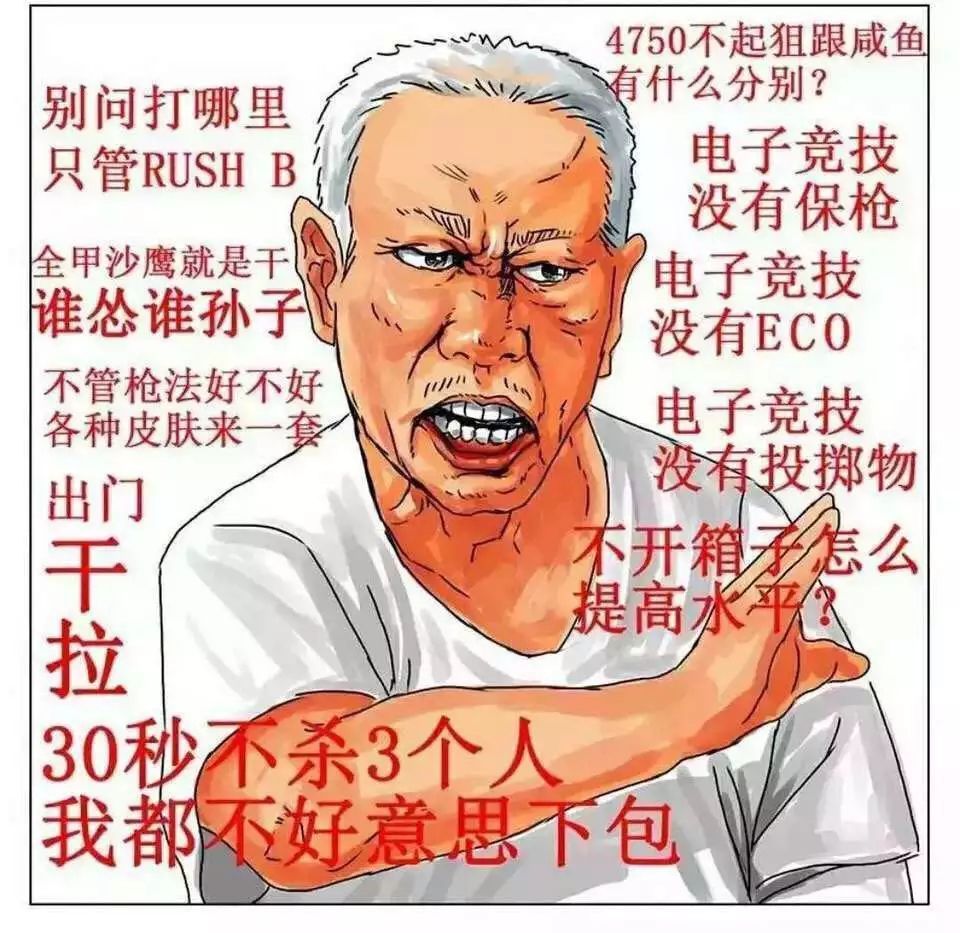 别问打哪里
只管RUSH B
全甲沙鹰就是干
谁怂谁孙子
不管枪法好不好
各种皮肤来一套
出门
干
拉
30秒不杀3个人
我都不好意思下包
4750不起狙跟咸鱼
有什么分别？
电子竞技
没有保枪
电子竞技
没有ECO
电子竞技
没有投掷物
不开箱子怎么
提高水平？